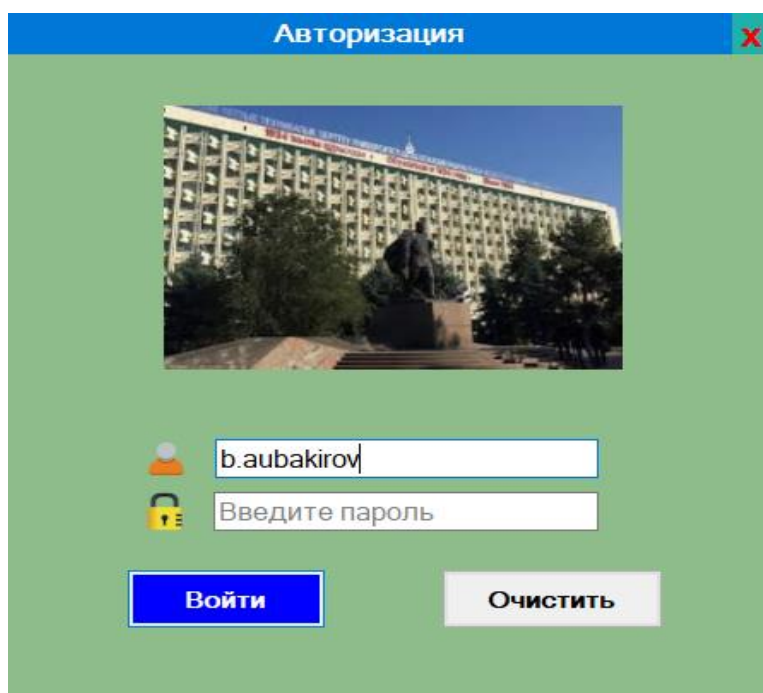 Авторизация
x
b.aubakirov
Введите пароль
Войти
Очистить